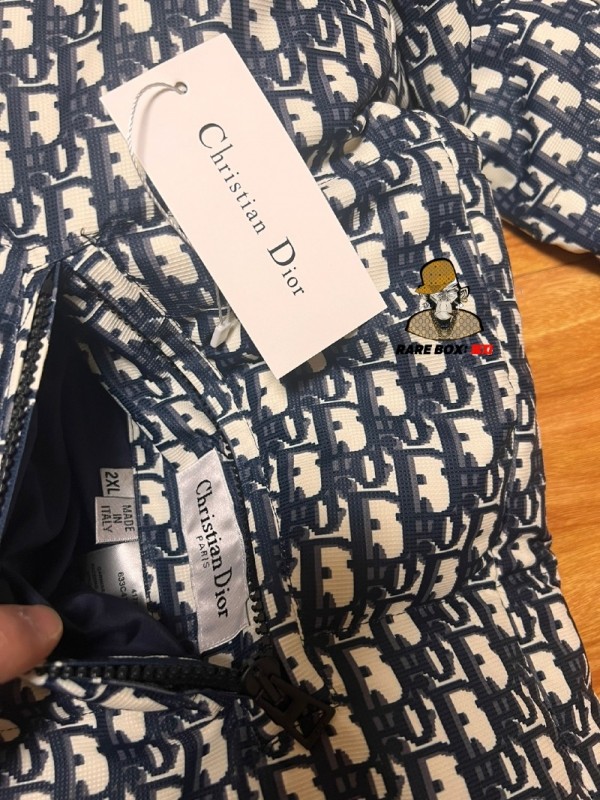 Christian Dior
RARE BOX:
2XL
MADE
IN
ITALY
Christian Dior
PARIS